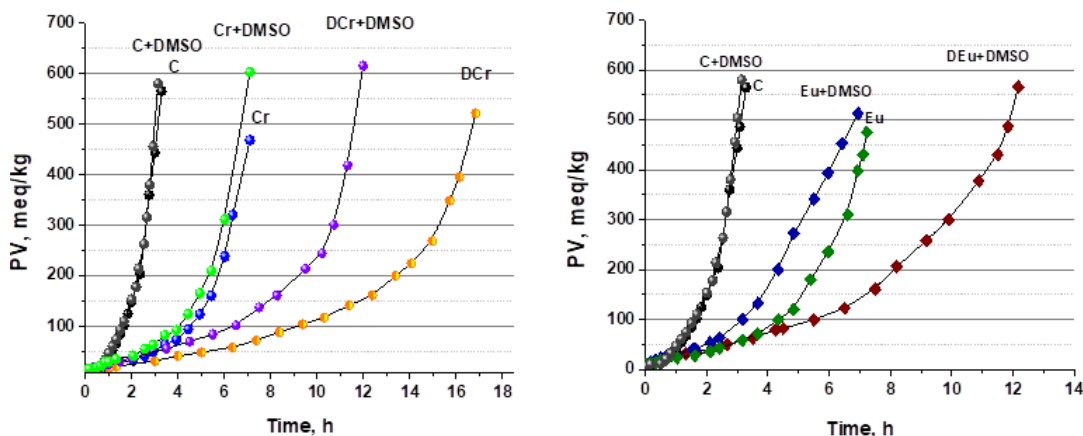 700
600
500
400
300
200
100
PV, meq/kg
C+DMSO
C
Cr+DMSO
Cr
DCr+DMSO
DCr
0 2 4 6 8 10 12 14 16 18
Time, h
700
600
500
400
300
200
100
0
PV, meq/kg
C+DMSO
C
Eu+DMSO
Eu
DEu+DMSO
0 2 4 6 8 10 12 14
Time, h